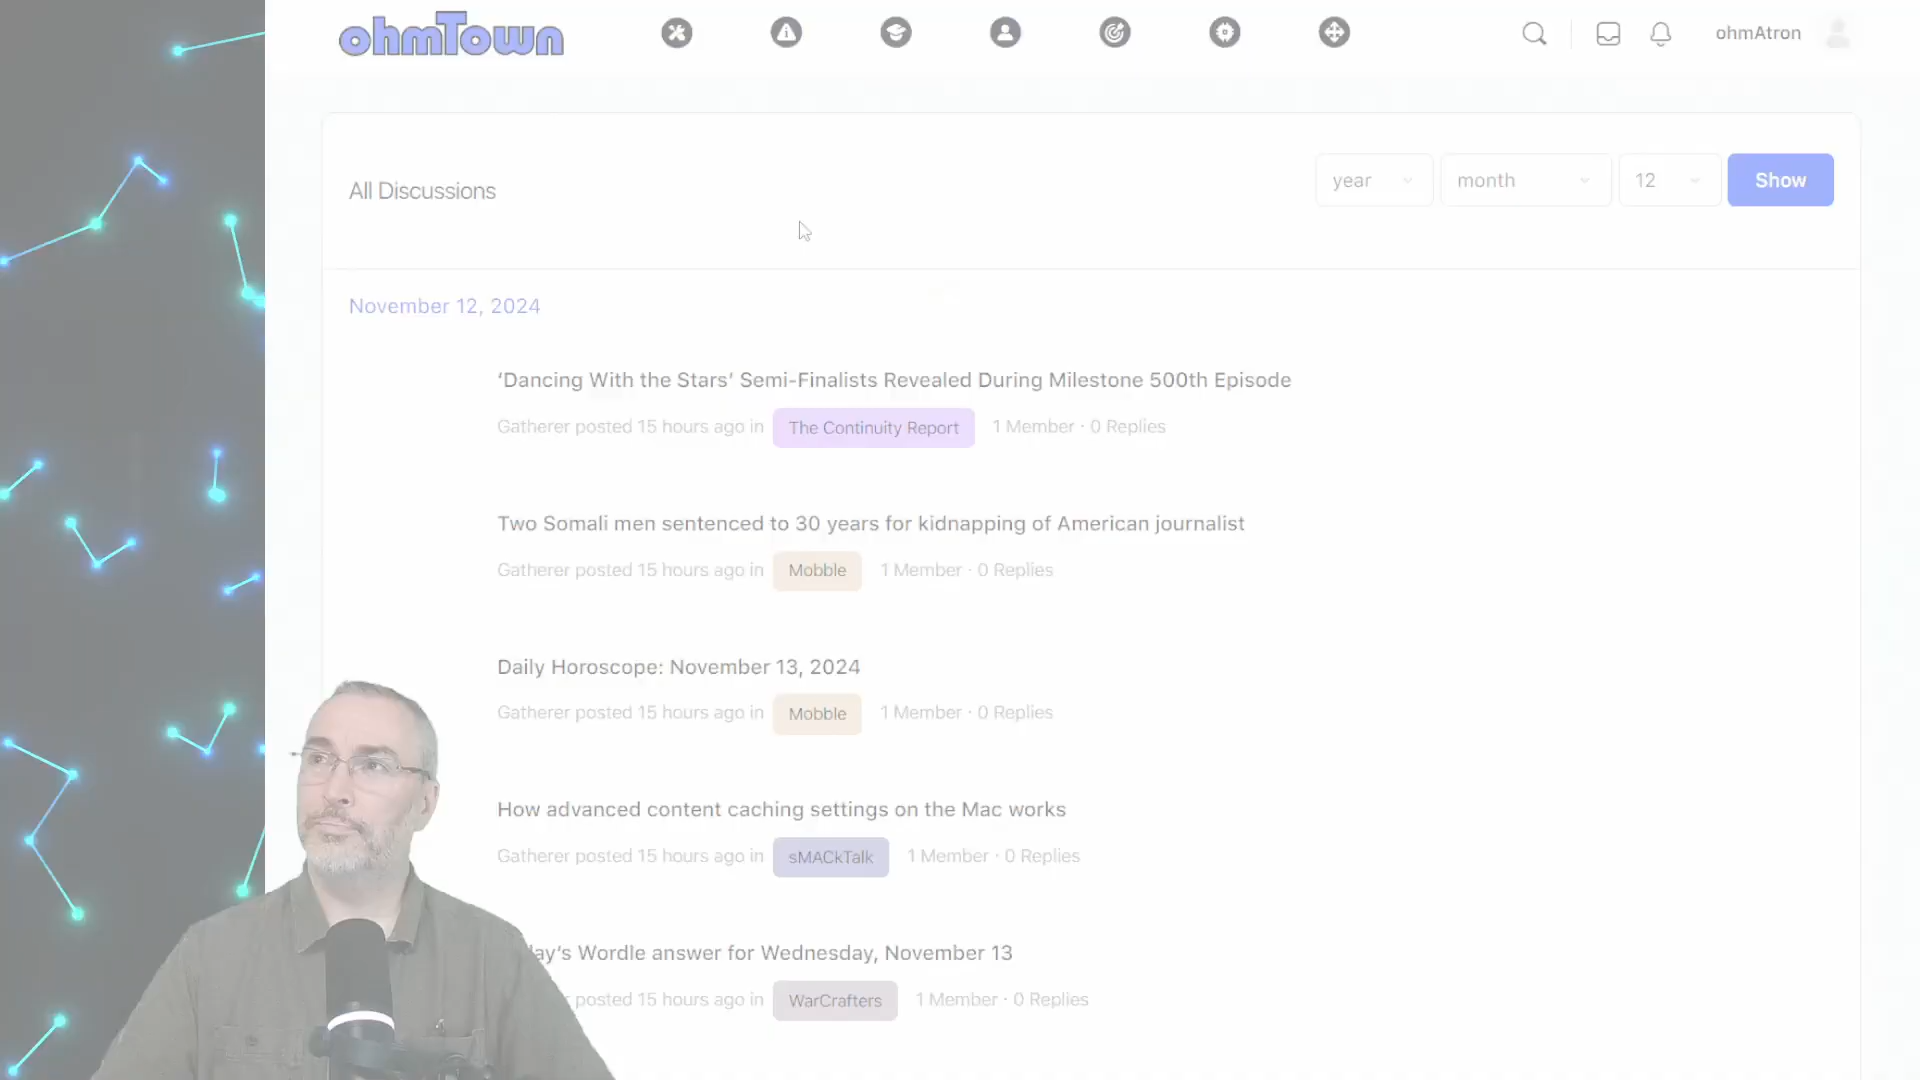 ohmTown
ohmAtron
All Discussions
year
month
12
Show
November 12, 2024
‘Dancing With the Stars’ Semi-Finalists Revealed During Milestone 500th Episode
Gatherer posted 15 hours ago in The Continuity Report 1 Member · 0 Replies
Two Somali men sentenced to 30 years for kidnapping of American journalist
Gatherer posted 15 hours ago in Mobble 1 Member · 0 Replies
Daily Horoscope: November 13, 2024
Gatherer posted 15 hours ago in Mobble 1 Member · 0 Replies
How advanced content caching settings on the Mac works
Gatherer posted 15 hours ago in sMACkTalk 1 Member · 0 Replies
Wordle answer for Wednesday, November 13
posted 15 hours ago in WarCrafters 1 Member · 0 Replies